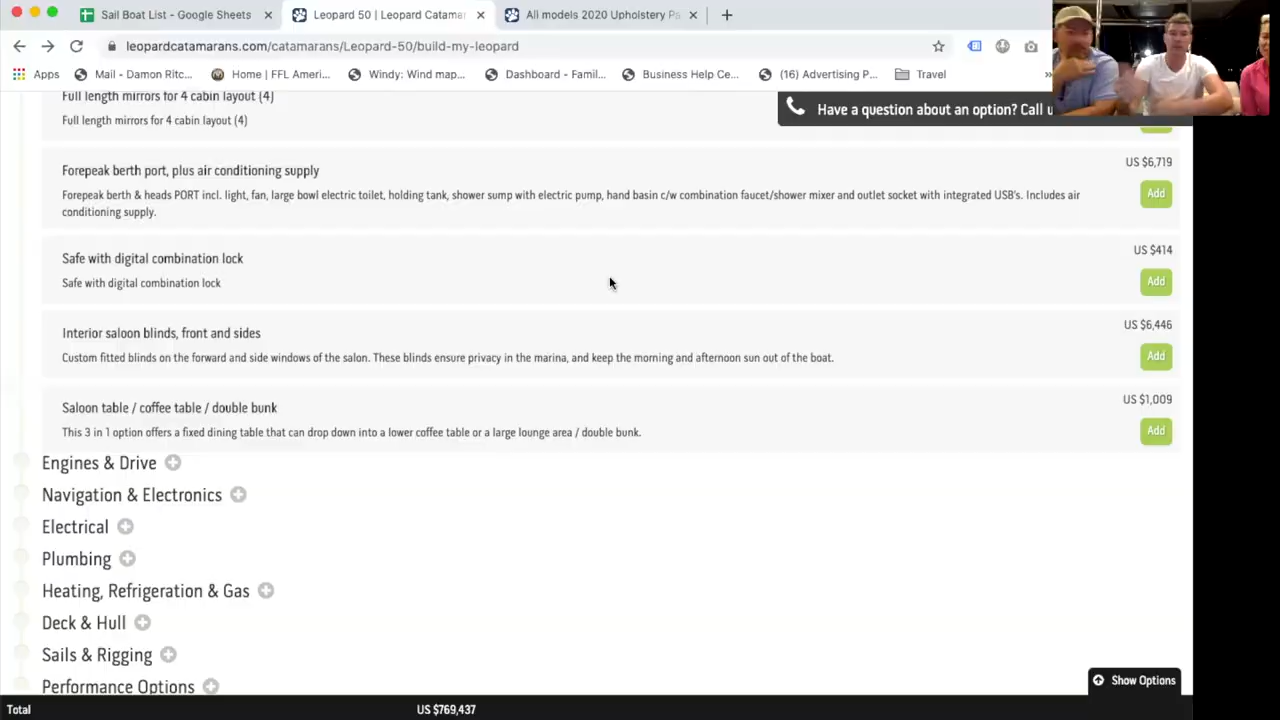 Sail Boat List - Google Sheets
Leopard 50 | Leopard Catamar
All models 2020 Upholstery Pa
leopardcatamarans.com/catamarans/Leopard-50/build-my-leopard
Apps
Mail - Damon Ritc...
Home | FFL Ameri...
Windy: Wind map...
Dashboard - Famil...
Business Help Ce...
(16) Advertising P...
Travel
»
Full length mirrors for 4 cabin layout (4)
Have a question about an option? Call u
Full length mirrors for 4 cabin layout (4)
Forepeak berth port, plus air conditioning supply
US $6,719
Forepeak berth & heads PORT incl. light, fan, large bowl electric toilet, holding tank, shower sump with electric pump, hand basin c/w combination faucet/shower mixer and outlet socket with integrated USB's. Includes air
conditioning supply.
Add
Safe with digital combination lock
US $414
Safe with digital combination lock
Add
Interior saloon blinds, front and sides
US $6,446
Custom fitted blinds on the forward and side windows of the salon. These blinds ensure privacy in the marina, and keep the morning and afternoon sun out of the boat.
Add
Saloon table / coffee table / double bunk
US $1,009
This 3 in 1 option offers a fixed dining table that can drop down into a lower coffee table or a large lounge area / double bunk.
Add
Engines & Drive
Navigation & Electronics
Electrical
Plumbing
Heating, Refrigeration & Gas
Deck & Hull
Sails & Rigging
Performance Options
Show Options
Total
US $769,437